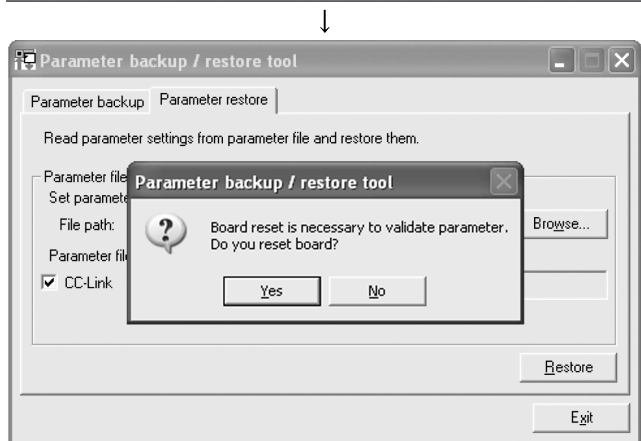 ↓
Parameter backup / restore tool
Parameter backup
Parameter restore
Read parameter settings from parameter file and restore them.
Parameter file
Set
File path:
Browse...
Parameter
CC-Link
Parameter backup / restore tool
Board reset is necessary to validate parameter.
Do you reset board?
Yes
No
Restore
Exit